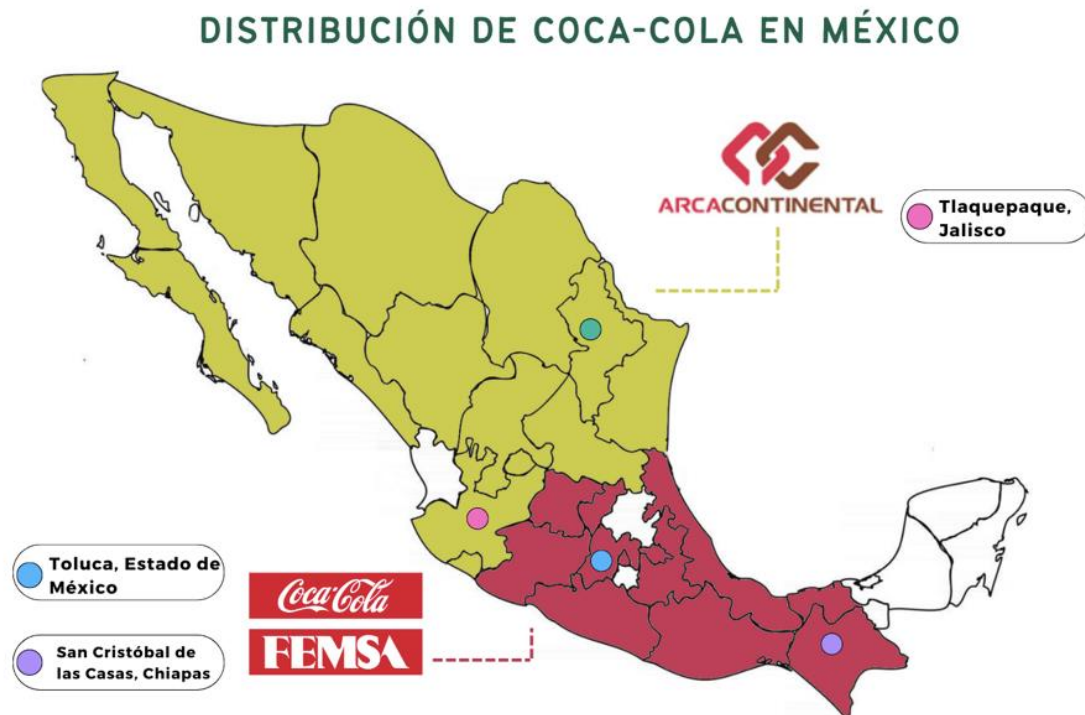 DISTRIBUCIÓN DE COCA-COLA EN MÉXICO
ARCACONTINENTAL
Tlaquepaque,
Jalisco
Toluca, Estado de
México
Coca-Cola
FEMSA
San Cristóbal de
las Casas, Chiapas